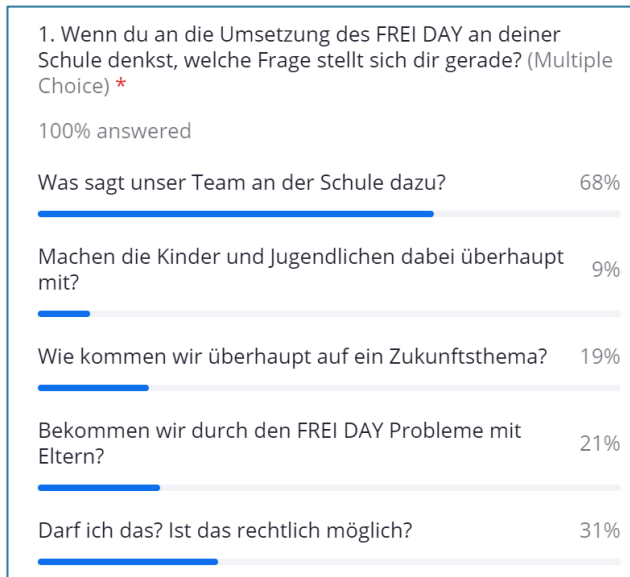 1. Wenn du an die Umsetzung des FREI DAY an deiner
Schule denkst, welche Frage stellt sich dir gerade? (Multiple
Choice) *
100% answered
Was sagt unser Team an der Schule dazu? 68%
Machen die Kinder und Jugendlichen dabei überhaupt
mit? 9%
Wie kommen wir überhaupt auf ein Zukunftsthema? 19%
Bekommen wir durch den FREI DAY Probleme mit
Eltern? 21%
Darf ich das? Ist das rechtlich möglich? 31%